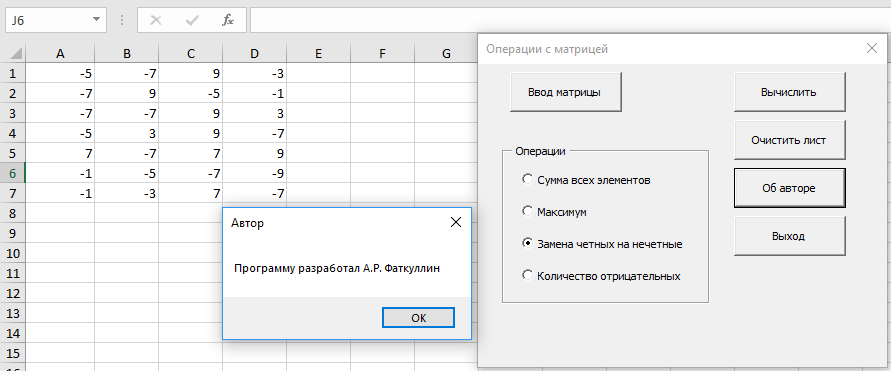 J6
fx
A B C D E F G
1 -5 -7 9 -3
2 -7 9 -5 -1
3 -7 -7 9 3
4 -5 3 9 -7
5 7 -7 7 9
6 -1 -5 -7 -9
7 -1 -3 7 -7
8
9
10
11
12
13
14
15
16
Операции с матрицей
Ввод матрицы
Вычислить
Очистить лист
Об авторе
Выход
Операции
Сумма всех элементов
Максимум
Замена четных на нечетные
Количество отрицательных
Автор
Программу разработал А.Р. Фаткуллин
ОК